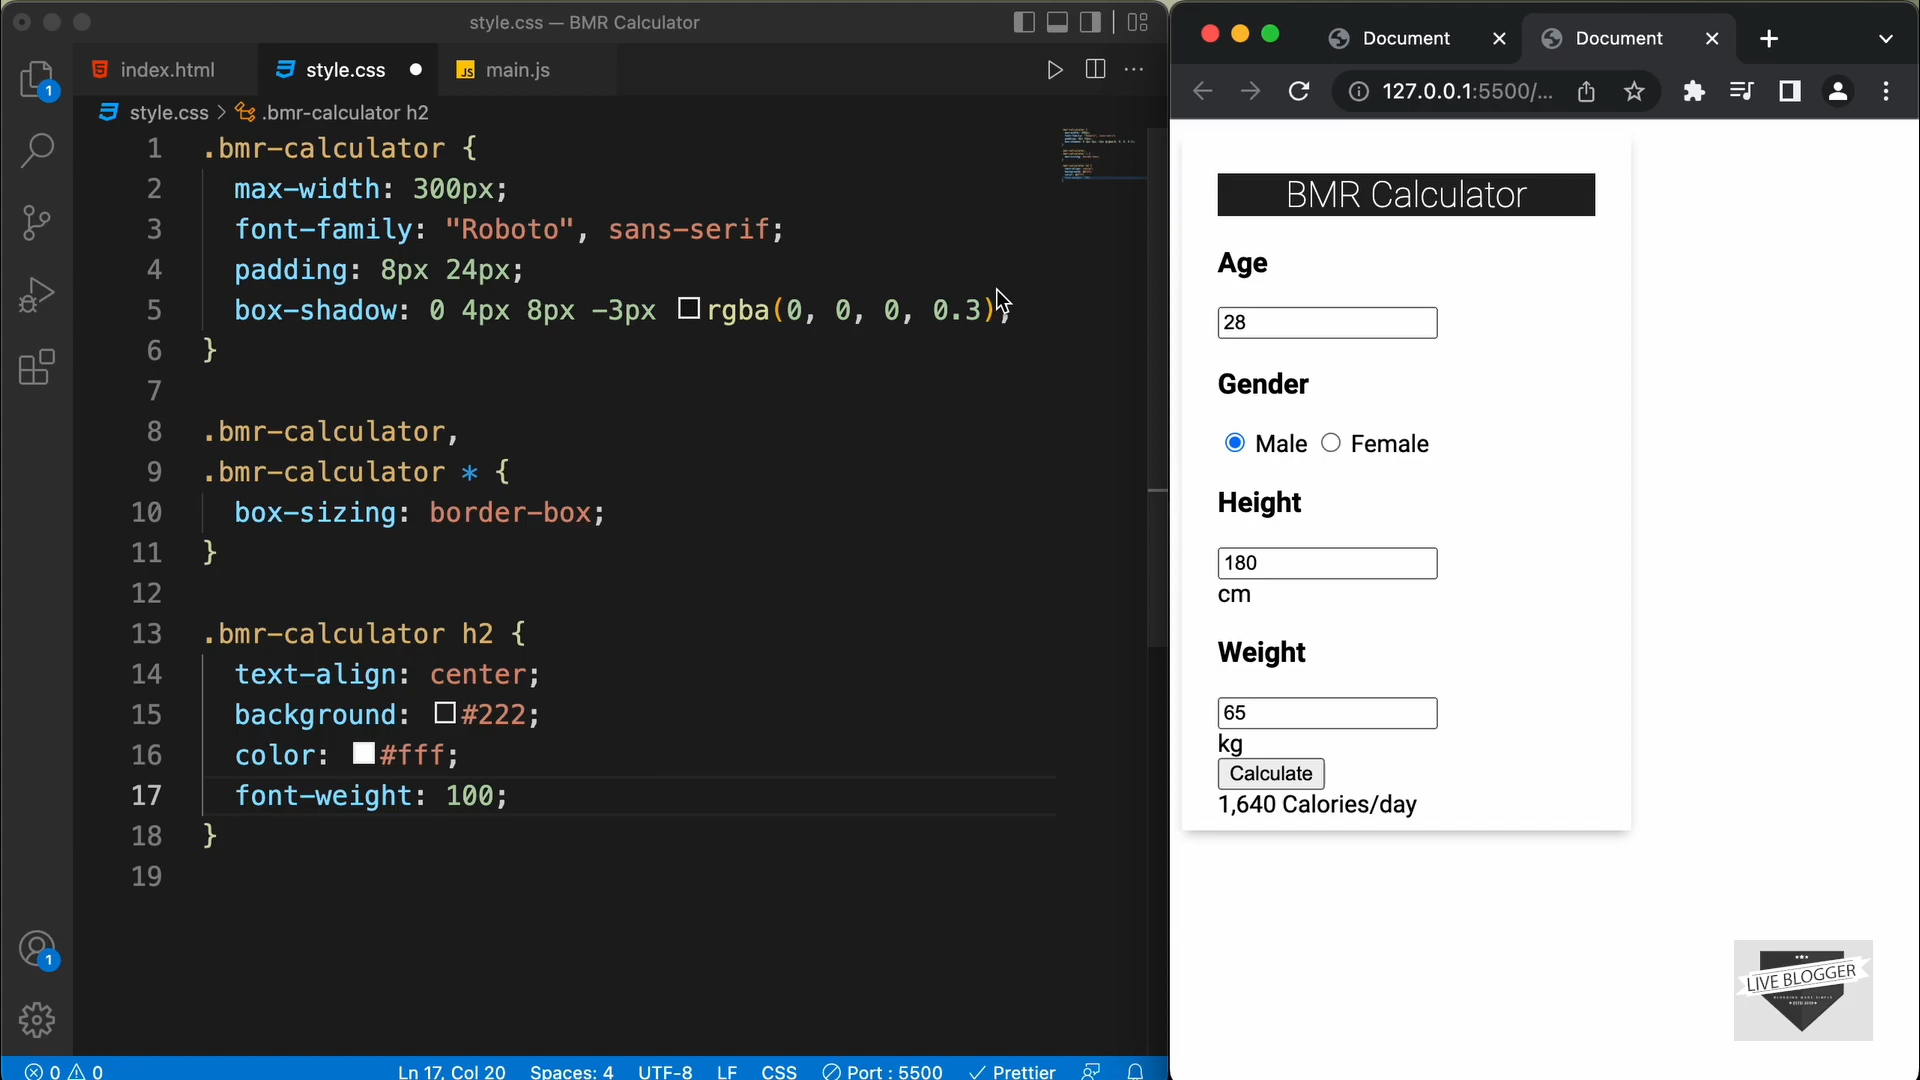 style.css — BMR Calculator
index.html
style.css
main.js
style.css > .bmr-calculator h2
1 .bmr-calculator {
2 max-width: 300px;
3 font-family: "Roboto", sans-serif;
4 padding: 8px 24px;
5 box-shadow: 0 4px 8px -3px rgba(0, 0, 0, 0.3);
6 }
7
8 .bmr-calculator,
9 .bmr-calculator * {
10 box-sizing: border-box;
11 }
12
13 .bmr-calculator h2 {
14 text-align: center;
15 background: #222;
16 color: #fff;
17 font-weight: 100;
18 }
19
1
1
0 0 Ln 17, Col 20 Spaces: 4 UTF-8 LF CSS Port : 5500 Prettier
Document
Document
127.0.0.1:5500/...
BMR Calculator
Age
28
Gender
Male Female
Height
180
cm
Weight
65
kg
Calculate
1,640 Calories/day
LIVE BLOGGER